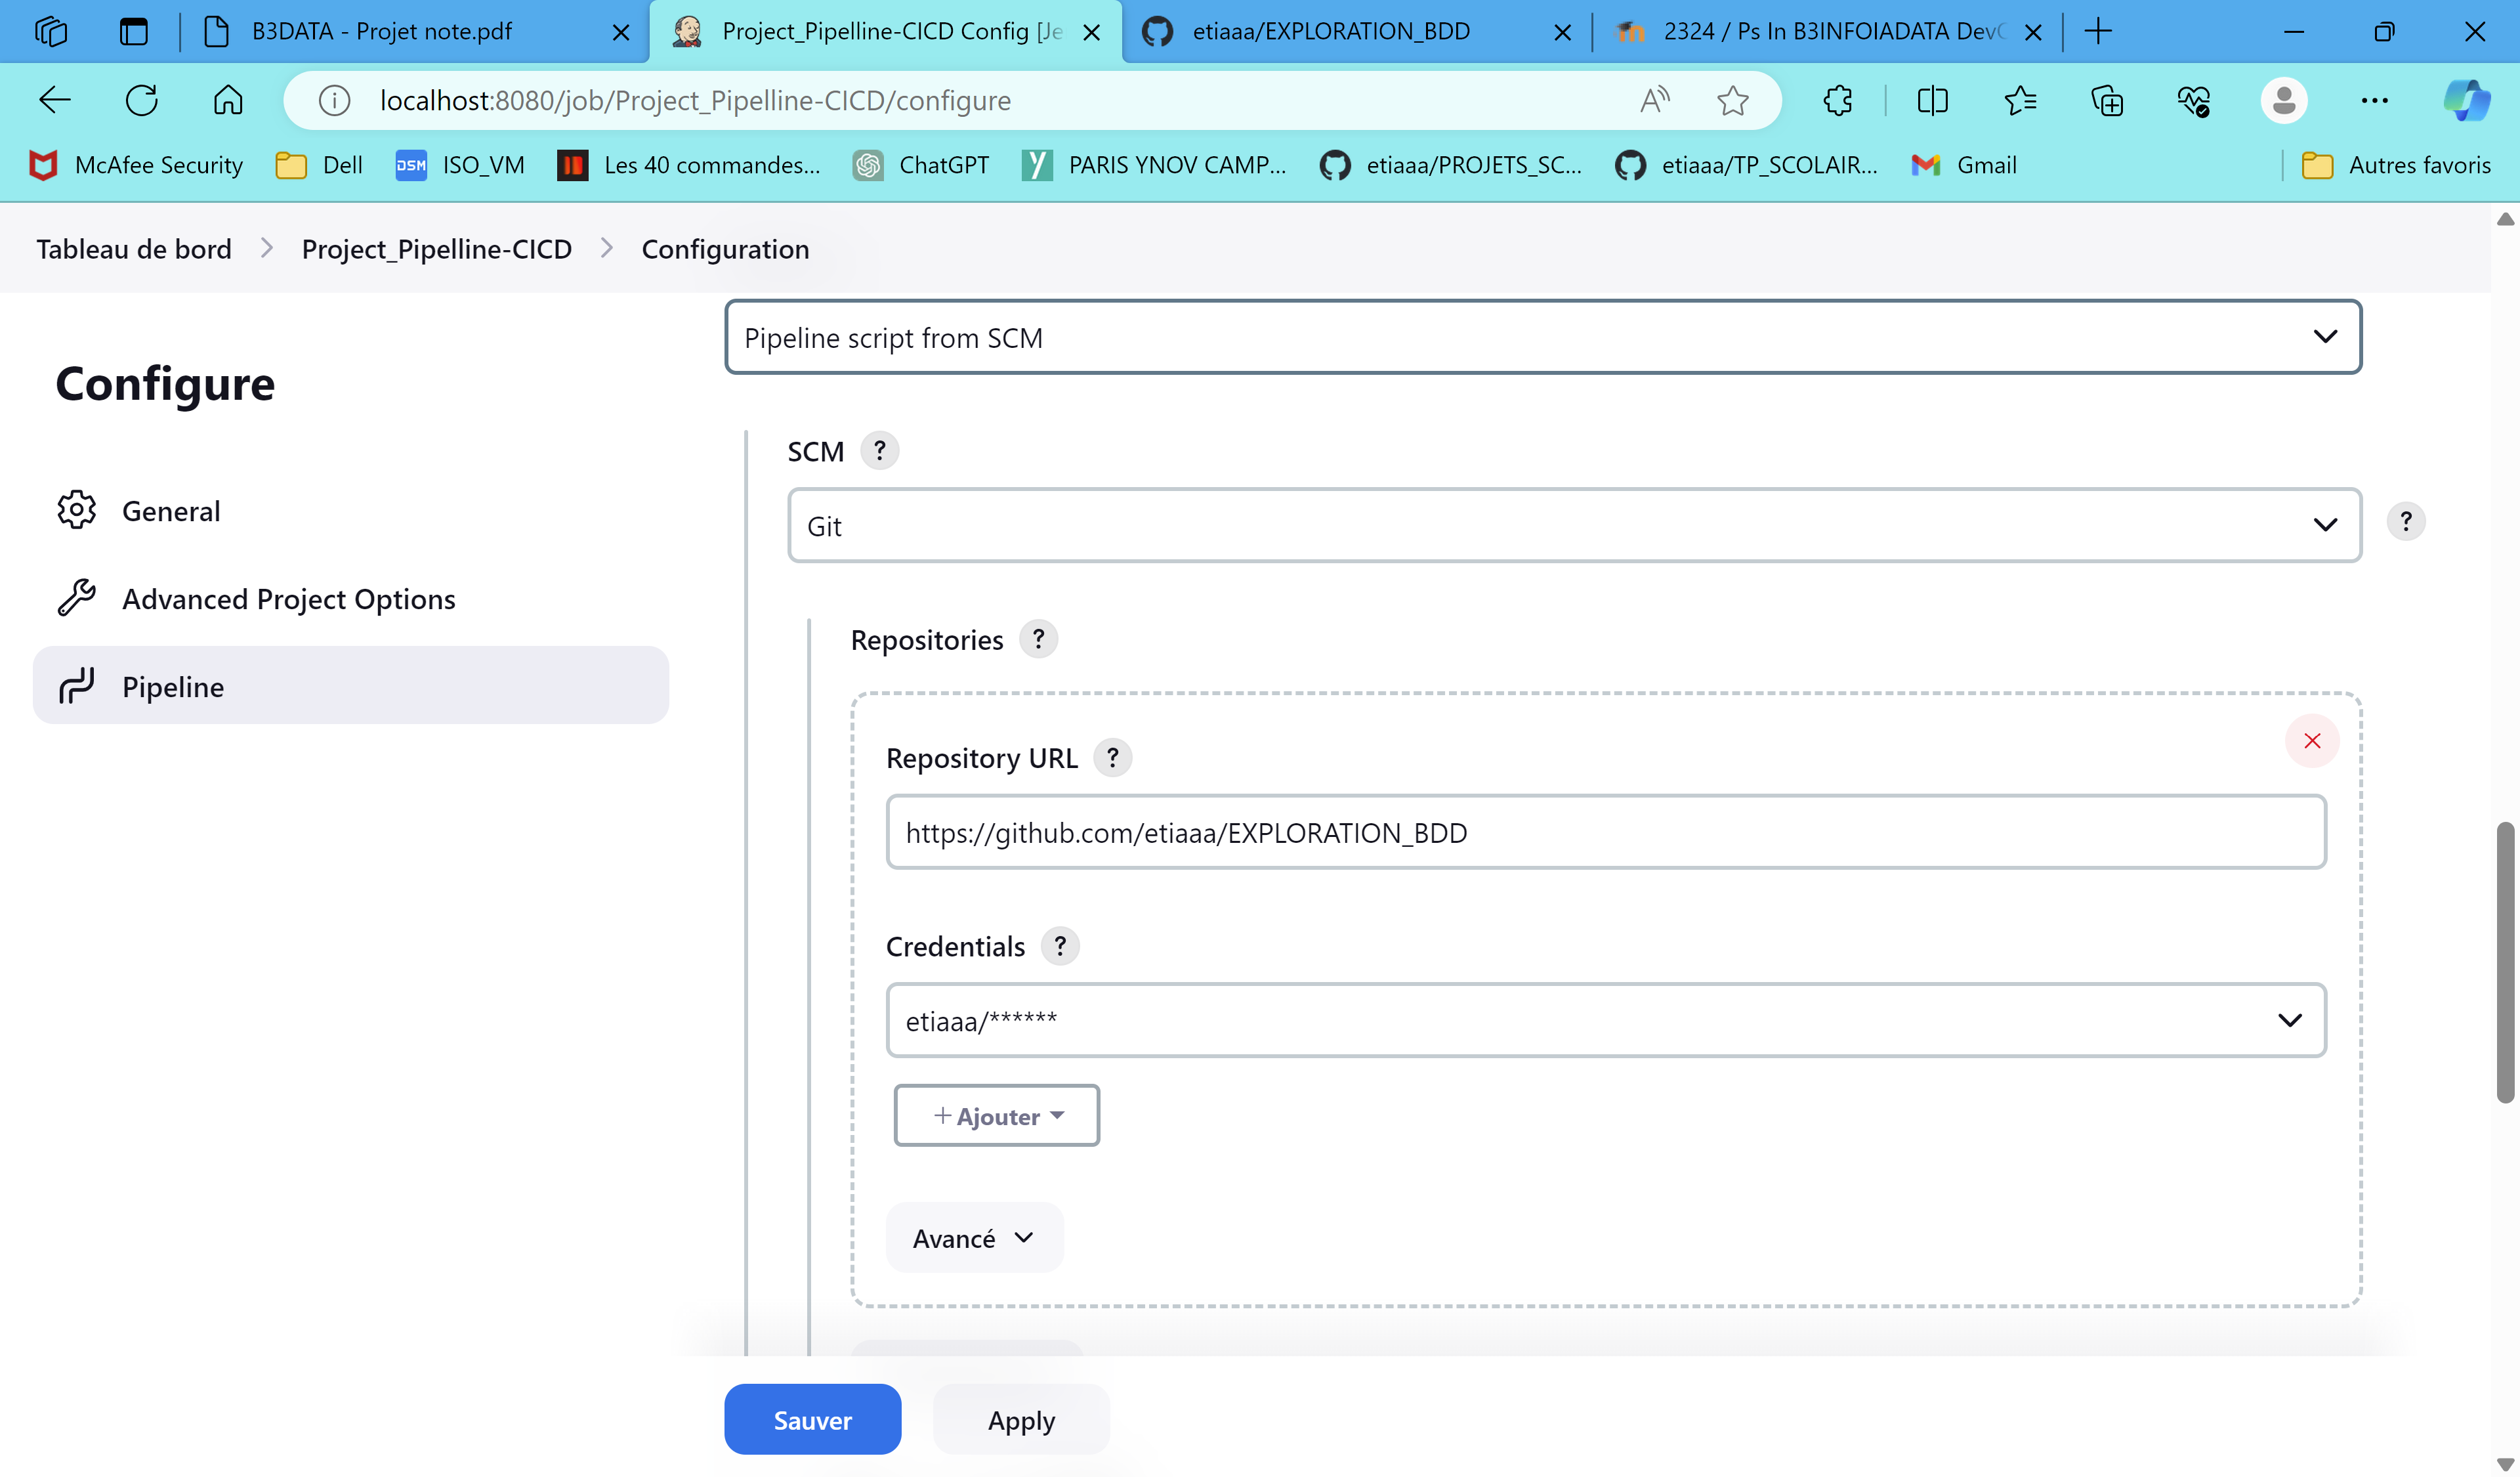 B3DATA - Projet note.pdf
Project_Pipelline-CICD Config [Je
etiaaa/EXPLORATION_BDD
2324 / Ps In B3INFOIADATA Dev
localhost:8080/job/Project_Pipelline-CICD/configure
McAfee Security
Dell
DSM
ISO_VM
Les 40 commandes...
ChatGPT
PARIS YNOV CAMP...
etiaaa/PROJETS_SC...
etiaaa/TP_SCOLAIR...
Gmail
Autres favoris
Tableau de bord
Project_Pipelline-CICD
Configuration
Configure
General
Advanced Project Options
Pipeline
Pipeline script from SCM
SCM ?
Git
?
Repositories ?
Repository URL ?
https://github.com/etiaaa/EXPLORATION_BDD
Credentials ?
etiaaa/******
+ Ajouter
Avancé
Sauver
Apply